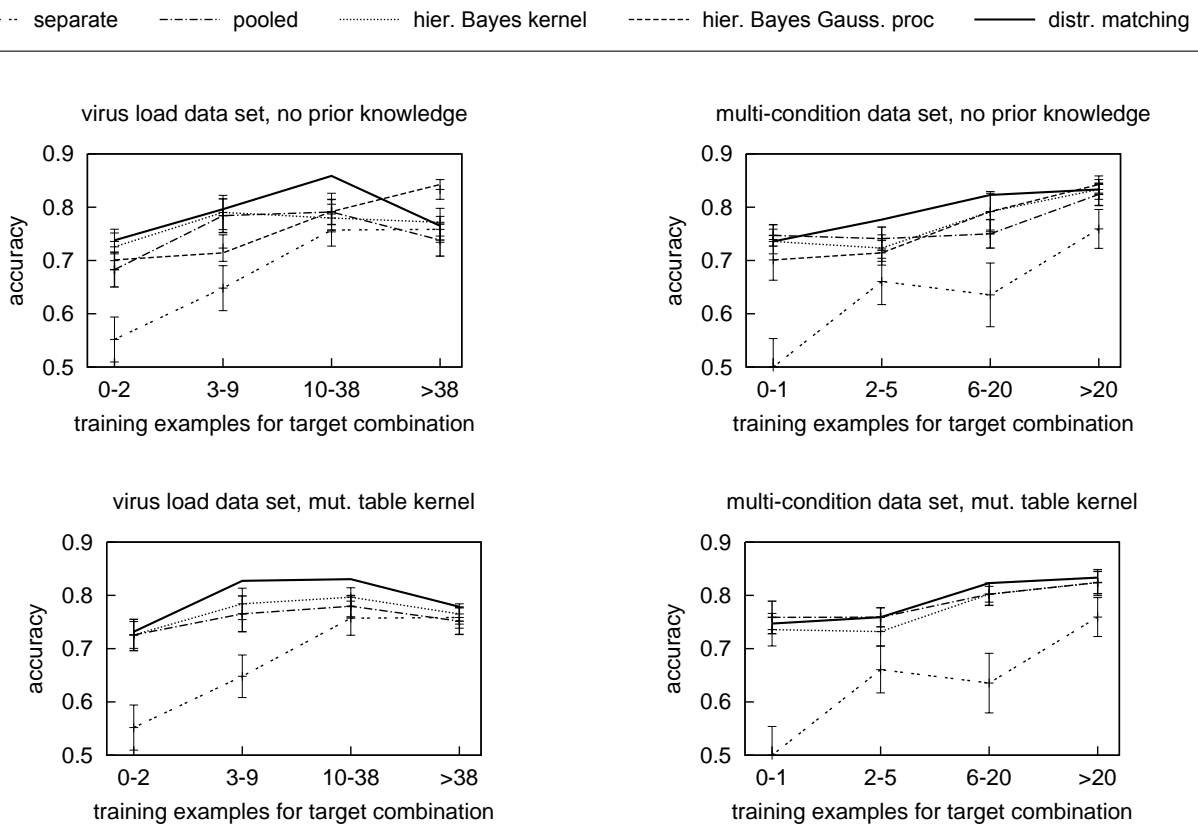 separate pooled hier. Bayes kernel hier. Bayes Gauss. proc distr. matching
virus load data set, no prior knowledge
0.9
0.8
0.7
0.6
0.5
accuracy
0-2 3-9 10-38 >38
training examples for target combination
multi-condition data set, no prior knowledge
0.9
0.8
0.7
0.6
0.5
accuracy
0-1 2-5 6-20 >20
training examples for target combination
virus load data set, mut. table kernel
0.9
0.8
0.7
0.6
0.5
accuracy
0-2 3-9 10-38 >38
training examples for target combination
multi-condition data set, mut. table kernel
0.9
0.8
0.7
0.6
0.5
accuracy
0-1 2-5 6-20 >20
training examples for target combination